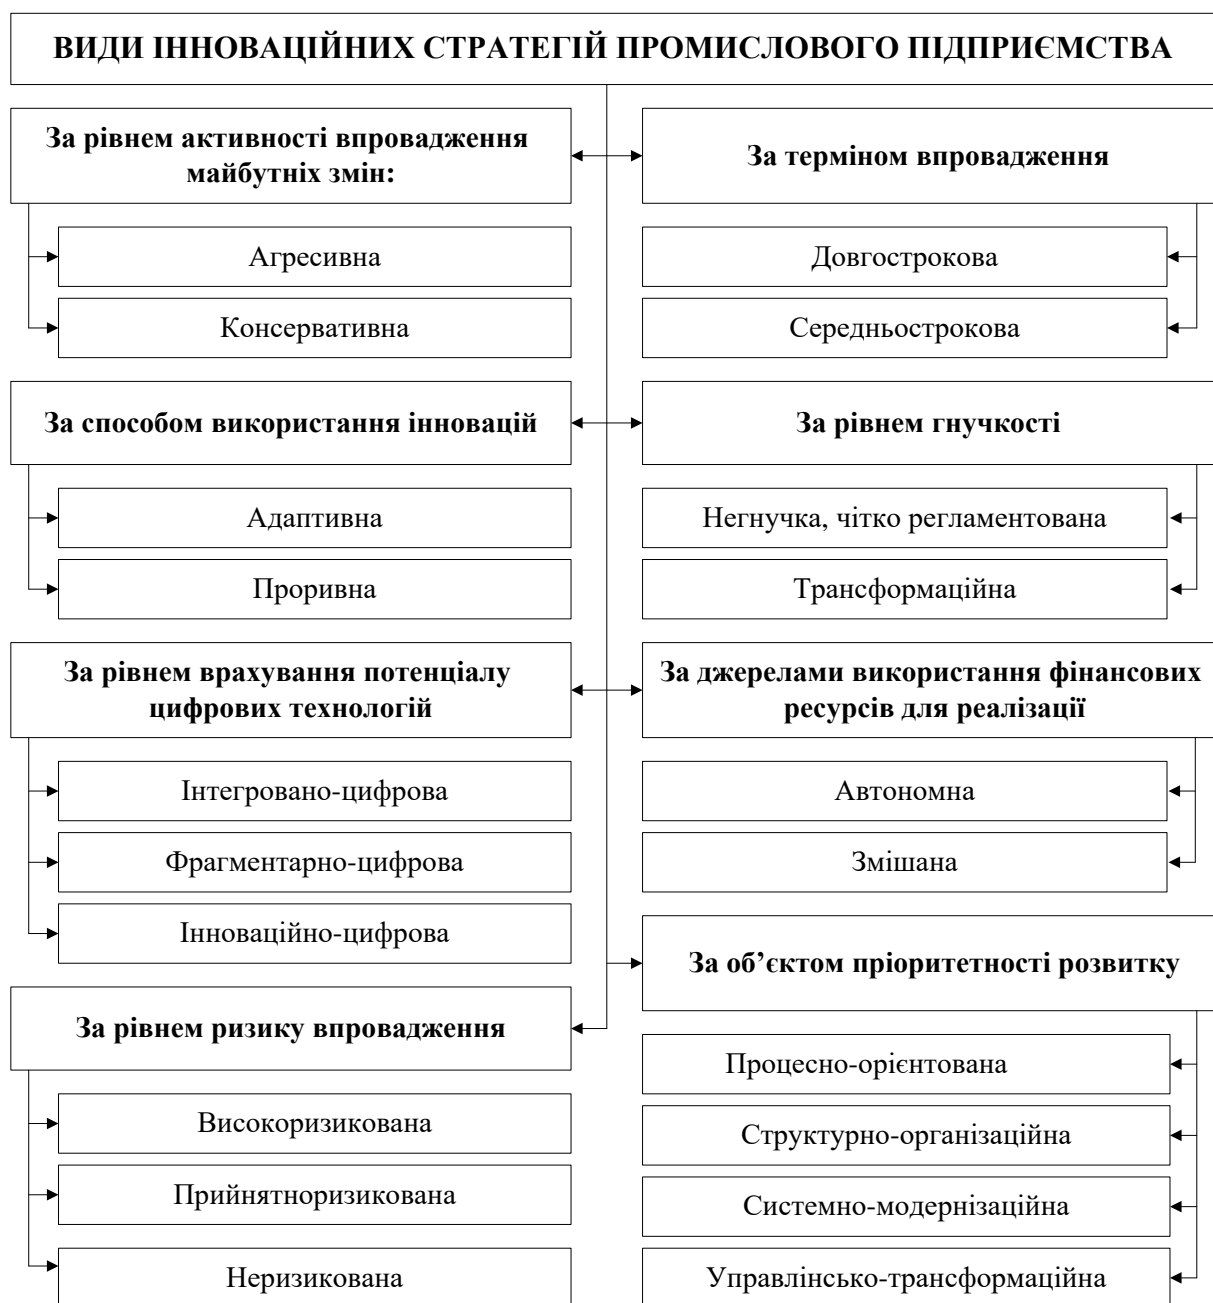 ВИДИ ІННОВАЦІЙНИХ СТРАТЕГІЙ ПРОМИСЛОВОГО ПІДПРИЄМСТВА
За рівнем активності впровадження
майбутніх змін:
Агресивна
Консервативна
За способом використання інновацій
Адаптивна
Проривна
За рівнем врахування потенціалу
цифрових технологій
Інтегровано-цифрова
Фрагментарно-цифрова
Інноваційно-цифрова
За рівнем ризику впровадження
Високоризикована
Прийнятноризикована
Неризикована
За терміном впровадження
Довгострокова
Середньострокова
За рівнем гнучкості
Негнучка, чітко регламентована
Трансформаційна
За джерелами використання фінансових
ресурсів для реалізації
Автономна
Змішана
За об’єктом пріоритетності розвитку
Процесно-орієнтована
Структурно-організаційна
Системно-модернізаційна
Управлінсько-трансформаційна